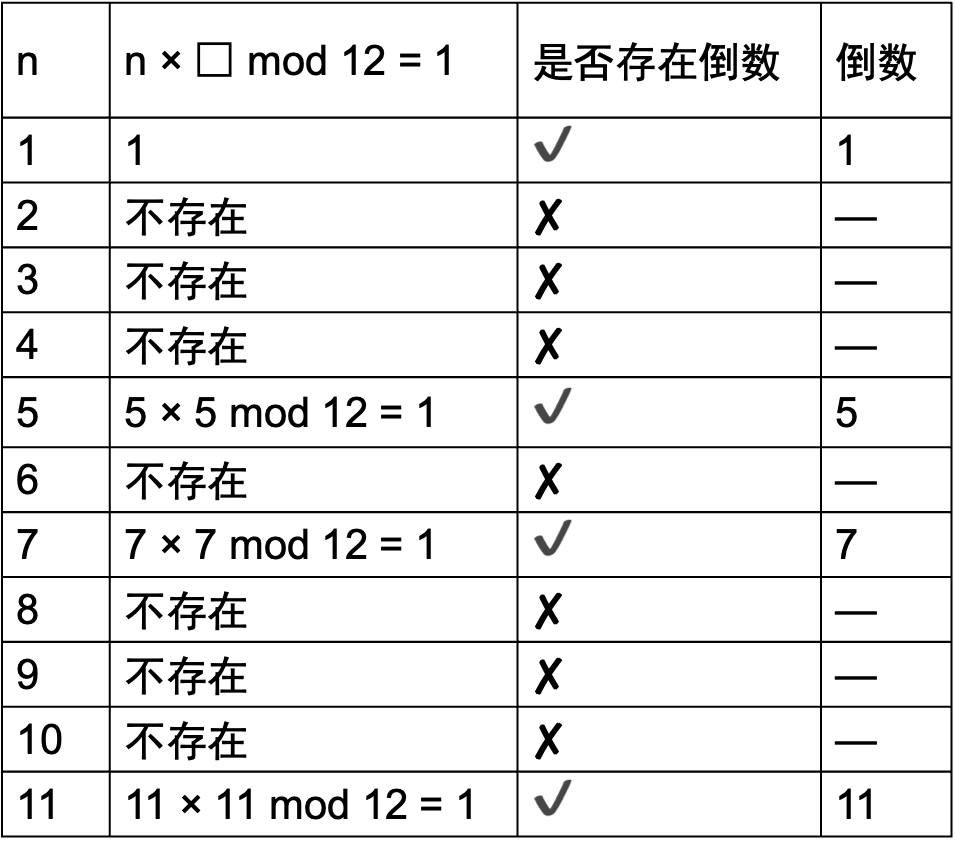 n n × □ mod 12 = 1 是否存在倒数 倒数
1 1 ✔ 1
2 不存在 ✘ —
3 不存在 ✘ —
4 不存在 ✘ —
5 5 × 5 mod 12 = 1 ✔ 5
6 不存在 ✘ —
7 7 × 7 mod 12 = 1 ✔ 7
8 不存在 ✘ —
9 不存在 ✘ —
10 不存在 ✘ —
11 11 × 11 mod 12 = 1 ✔ 11